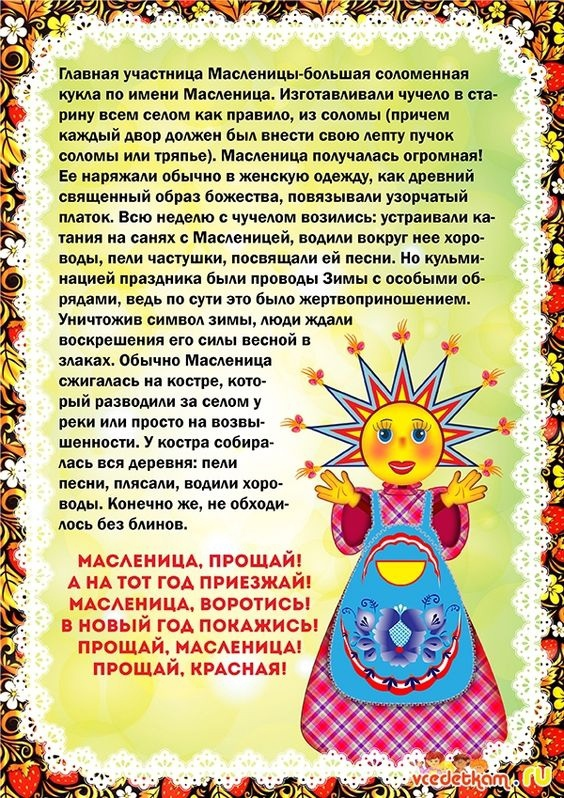 Главная участница Масленицы-большая соломенная
кукла по имени Масленица. Изготавливали чучело в ста-
рину всем селом как правило, из соломы (причем
каждый двор должен был внести свою лепту пучок
соломы или тряпье). Масленица получалась огромная!
Ее наряжали обычно в женскую одежду, как древний
священный образ божества, повязывали узорчатый
платок. Всю неделю с чучелом возились: устраивали ка-
тания на санях с Масленицей, водили вокруг нее хоро-
воды, пели частушки, посвящали ей песни. Но кульми-
нацией праздника были проводы Зимы с особыми об-
рядами, ведь по сути это было жертвоприношением.
Уничтожив символ зимы, люди ждали
воскрешения его силы весной в
злаках. Обычно Масленица
сжигалась на костре, кото-
рый разводили за селом у
реки или просто на возвы-
шенности. У костра собира-
лась вся деревня: пели
песни, плясали, водили хоро-
воды. Конечно же, не обходи-
лось без блинов.
МАСЛЕНИЦА, ПРОЩАЙ!
А НА ТОТ ГОД ПРИЕЗЖАЙ!
МАСЛЕНИЦА, ВОРОТИСЬ!
В НОВЫЙ ГОД ПОКАЖИСЬ!
ПРОЩАЙ, МАСЛЕНИЦА!
ПРОЩАЙ, КРАСНАЯ!
vcedetkam.ru